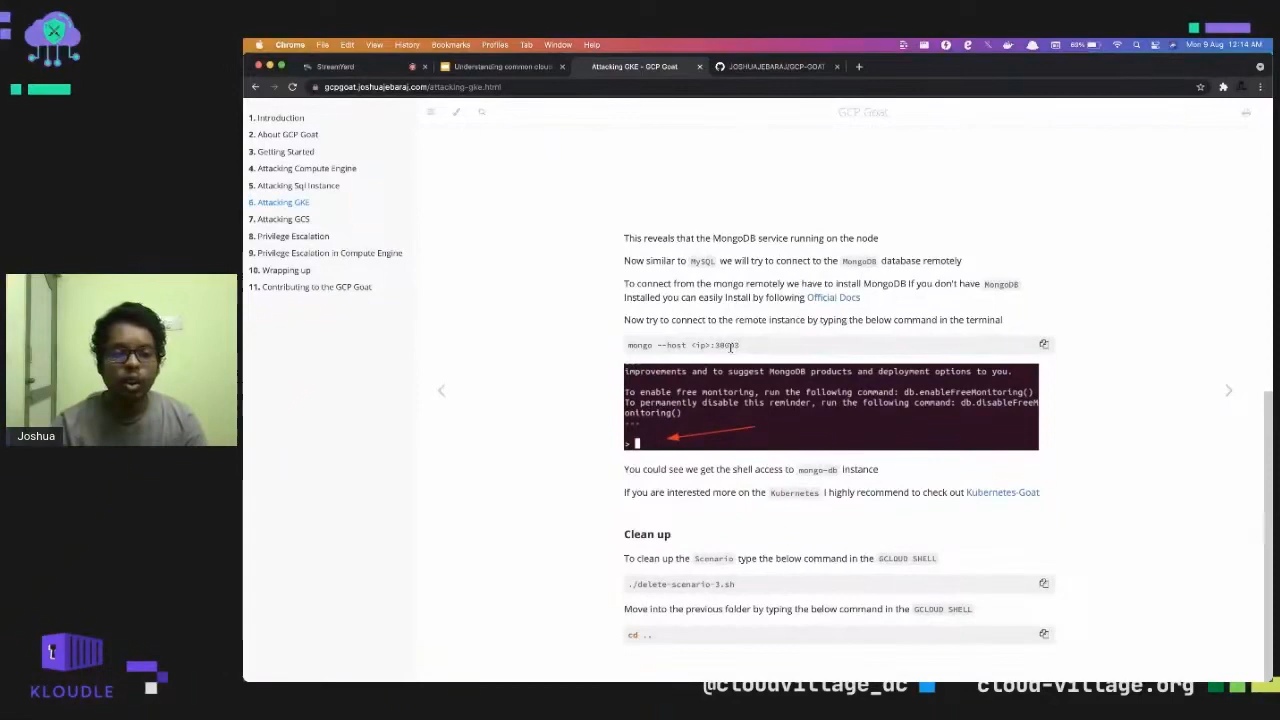 Chrome File Edit View History Bookmarks Profiles Tab Window Help
69% Mon 9 Aug 12:14 AM
StreamYard
Understanding common cloud
Attacking GKE - GCP Goat
JOSHUAJEBARAJ/GCP-GOAT
gcpgoat.joshuajebaraj.com/attacking-gke.html
GCP Goat
1. Introduction
2. About GCP Goat
3. Getting Started
4. Attacking Compute Engine
5. Attacking Sql Instance
6. Attacking GKE
7. Attacking GCS
8. Privilege Escalation
9. Privilege Escalation in Compute Engine
10. Wrapping up
11. Contributing to the GCP Goat
This reveals that the MongoDB service running on the node
Now similar to MySQL we will try to connect to the MongoDB database remotely
To connect from the mongo remotely we have to install MongoDB If you don't have MongoDB
Installed you can easily Install by following Official Docs
Now try to connect to the remote instance by typing the below command in the terminal
mongo --host <ip>:30003
improvements and to suggest MongoDB products and deployment options to you.
To enable free monitoring, run the following command: db.enableFreeMonitoring()
To permanently disable this reminder, run the following command: db.disableFreeM
onitoring()
---
>
You could see we get the shell access to mongo-db instance
If you are interested more on the Kubernetes I highly recommend to check out Kubernetes-Goat
Clean up
To clean up the Scenario type the below command in the GCLOUD SHELL
./delete-scenario-3.sh
Move into the previous folder by typing the below command in the GCLOUD SHELL
cd ..
Joshua
KLOUDLE
@cloudvillage_dc
cloud-village.org